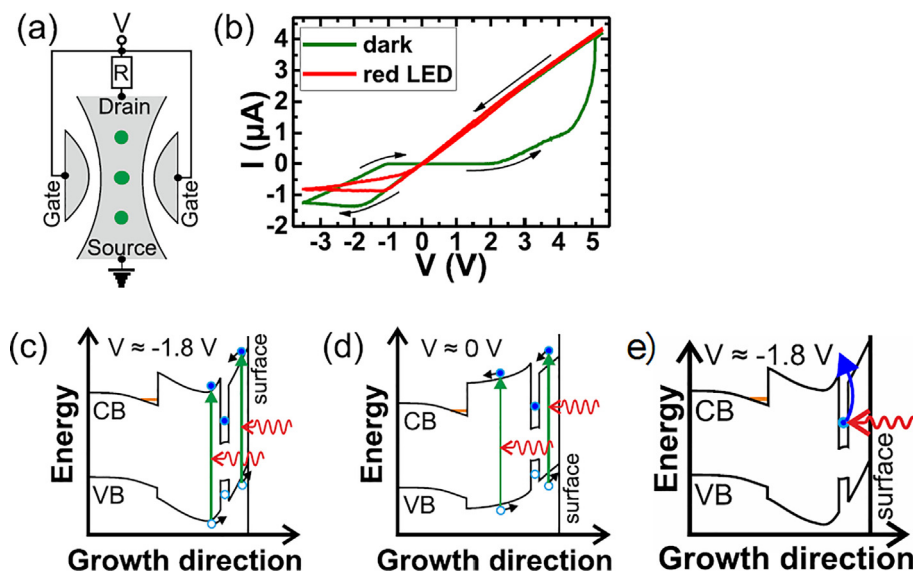 (a)
V
R
Drain
Gate
Gate
Source
(b)
I (µA)
4
3
2
1
0
-1
-2
dark
red LED
-3 -2 -1 0 1 2 3 4 5
V (V)
(c)
V ≈ -1.8 V
surface
Energy
CB
VB
Growth direction
(d)
V ≈ 0 V
surface
Energy
CB
VB
Growth direction
e)
V ≈ -1.8 V
surface
Energy
CB
VB
Growth direction